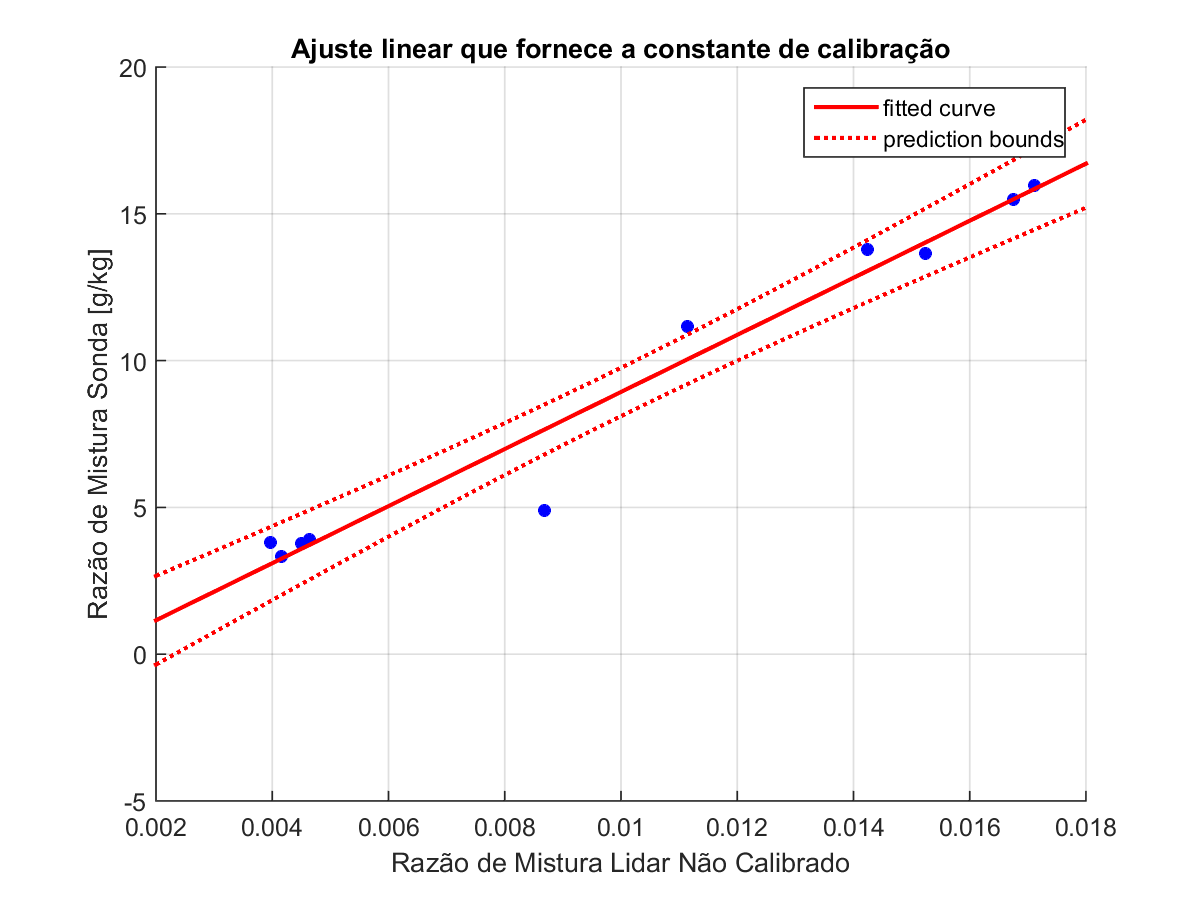 Ajuste linear que fornece a constante de calibração
fitted curve
prediction bounds
20
15
10
5
0
-5
Razão de Mistura Sonda [g/kg]
0.002 0.004 0.006 0.008 0.01 0.012 0.014 0.016 0.018
Razão de Mistura Lidar Não Calibrado